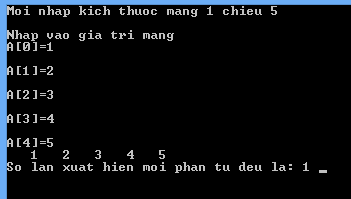 Moi nhap kich thuoc mang 1 chieu 5
Nhap vao gia tri mang
A[0]=1
A[1]=2
A[2]=3
A[3]=4
A[4]=5
1 2 3 4 5
So lan xuat hien moi phan tu deu la: 1 _